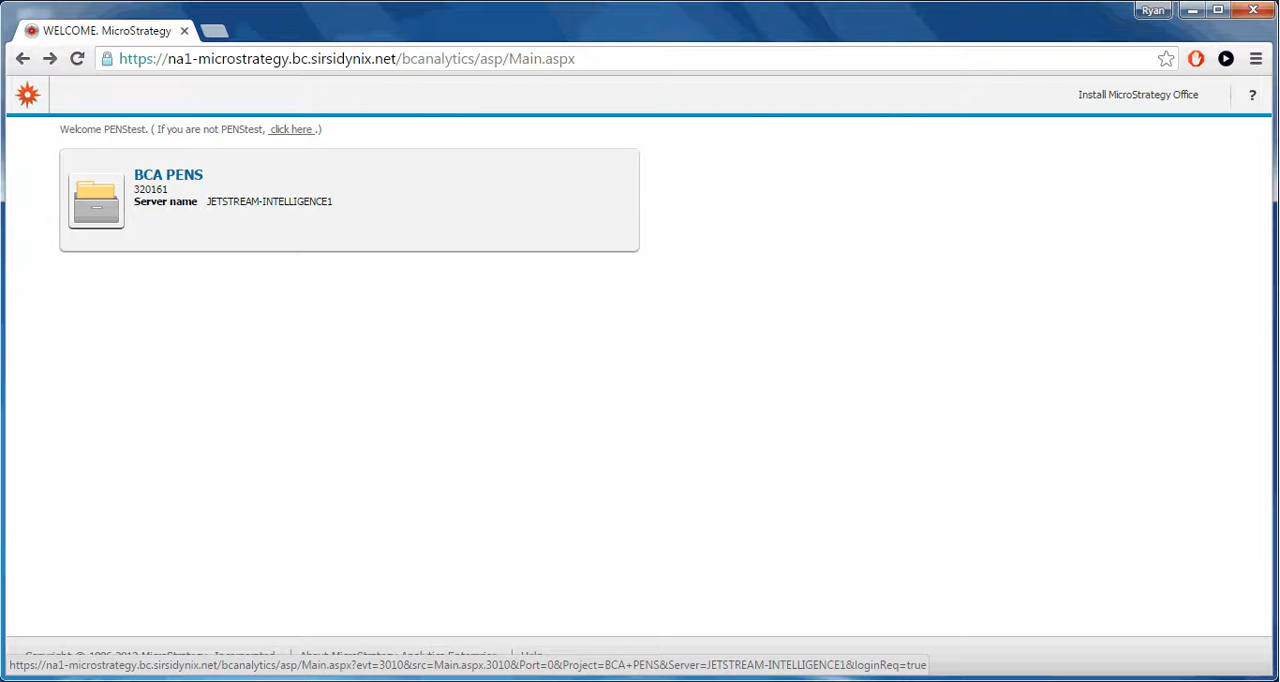 Ryan
WELCOME. MicroStrategy
https://na1-microstrategy.bc.sirsidynix.net/bcanalytics/asp/Main.aspx
Install MicroStrategy Office
?
Welcome PENStest. ( If you are not PENStest, click here .)
BCA PENS
320161
Server name JETSTREAM-INTELLIGENCE1
https://na1-microstrategy.bc.sirsidynix.net/bcanalytics/asp/Main.aspx?evt=3010&src=Main.aspx.3010&Port=0&Project=BCA+PENS&Server=JETSTREAM-INTELLIGENCE1&loginReq=true